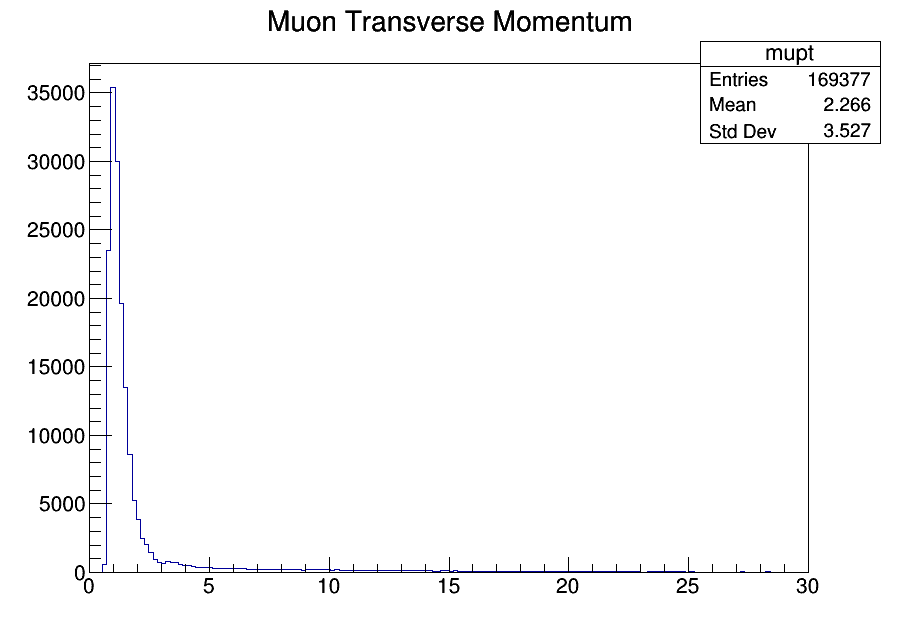 Muon Transverse Momentum
mupt
Entries 169377
Mean 2.266
Std Dev 3.527
35000
30000
25000
20000
15000
10000
5000
0
0 5 10 15 20 25 30